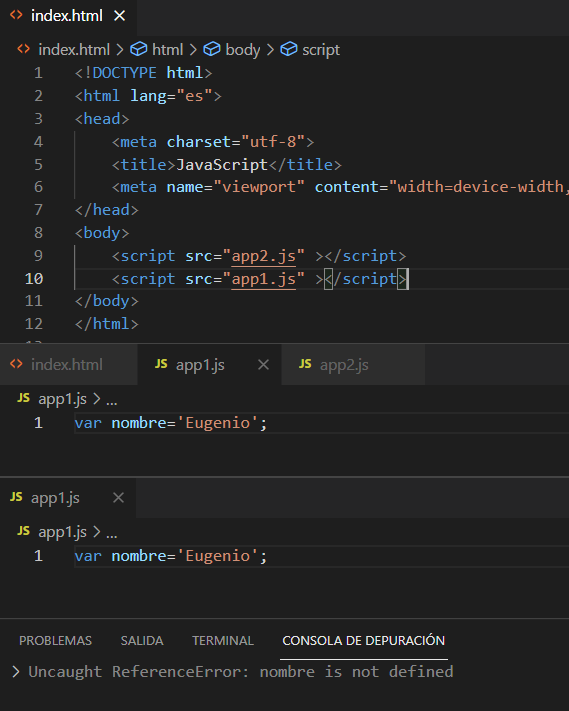 index.html
index.html > html > body > script
1 <!DOCTYPE html>
2 <html lang="es">
3 <head>
4 <meta charset="utf-8">
5 <title>JavaScript</title>
6 <meta name="viewport" content="width=device-width,
7 </head>
8 <body>
9 <script src="app2.js" ></script>
10 <script src="app1.js" ></script>
11 </body>
12 </html>
index.html JS app1.js JS app2.js
JS app1.js > ...
1 var nombre='Eugenio';
JS app1.js
JS app1.js > ...
1 var nombre='Eugenio';
PROBLEMAS SALIDA TERMINAL CONSOLA DE DEPURACIÓN
> Uncaught ReferenceError: nombre is not defined